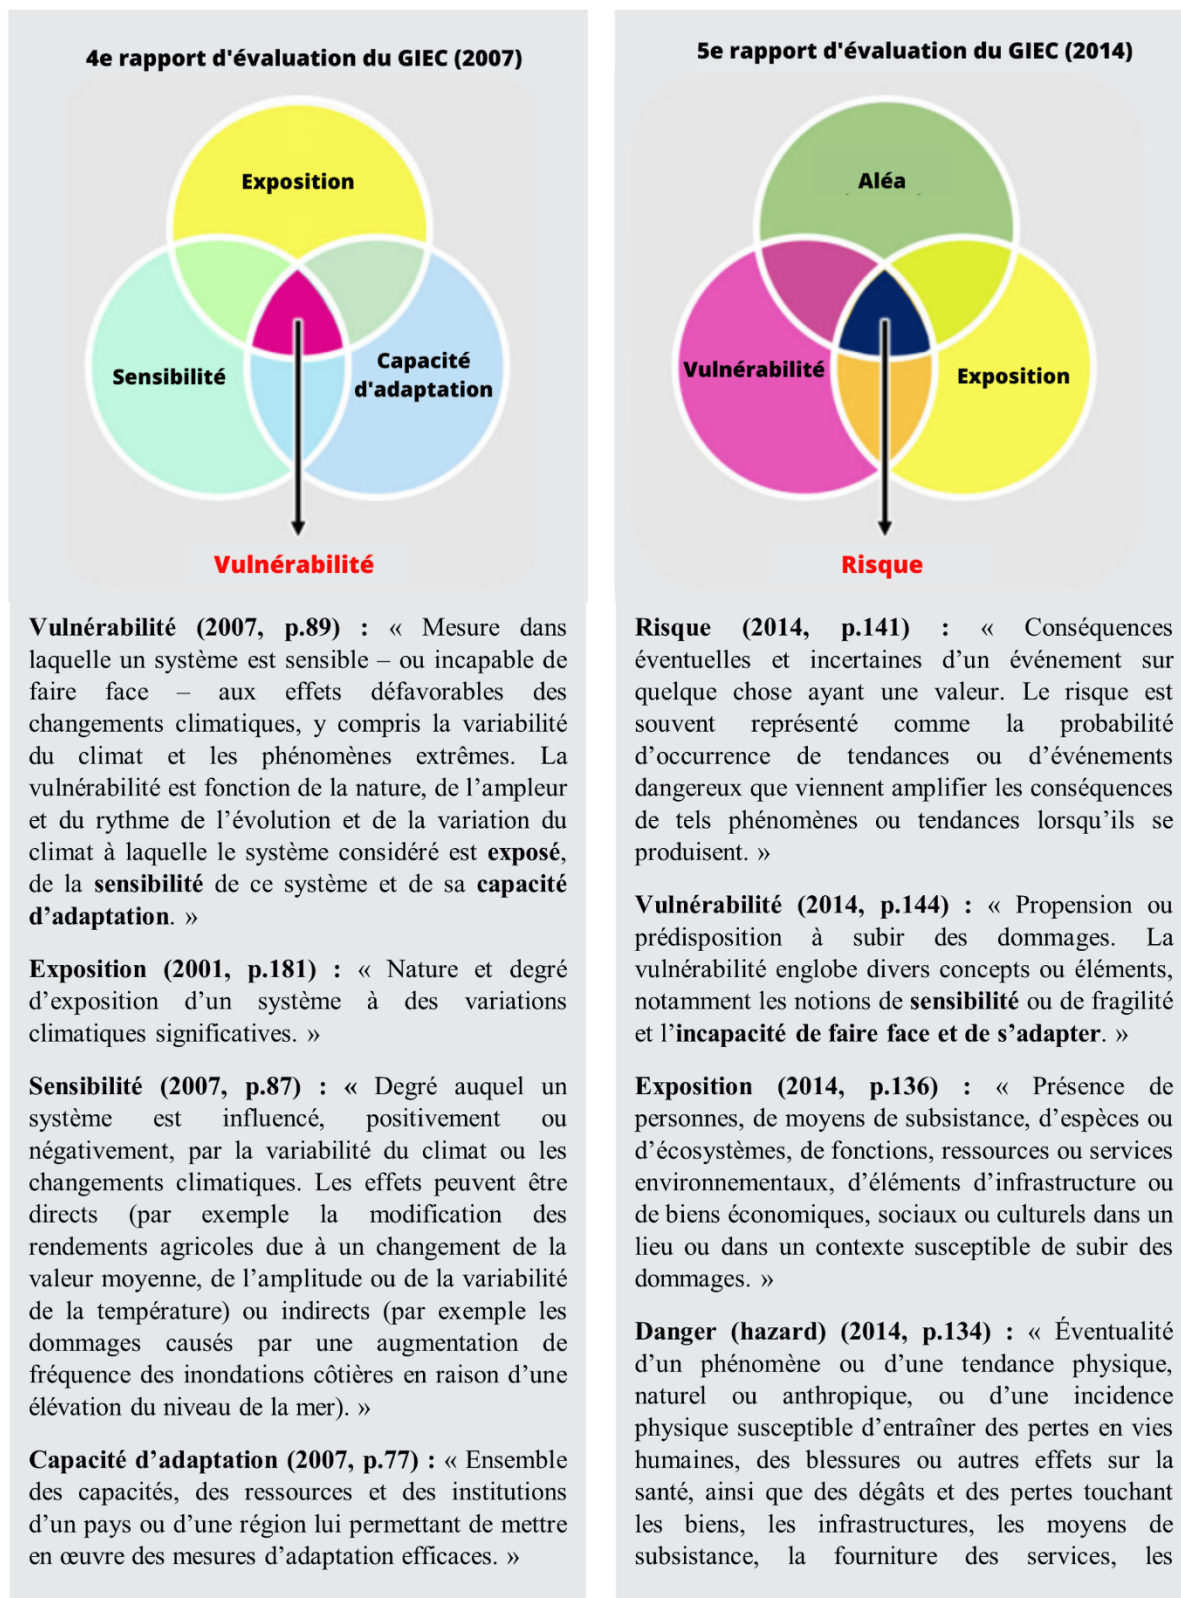 4e rapport d'évaluation du GIEC (2007)
Exposition
Sensibilité
Capacité
d'adaptation
Vulnérabilité
Vulnérabilité (2007, p.89) : « Mesure dans
laquelle un système est sensible – ou incapable de
faire face – aux effets défavorables des
changements climatiques, y compris la variabilité
du climat et les phénomènes extrêmes. La
vulnérabilité est fonction de la nature, de l’ampleur
et du rythme de l’évolution et de la variation du
climat à laquelle le système considéré est exposé,
de la sensibilité de ce système et de sa capacité
d’adaptation. »
Exposition (2001, p.181) : « Nature et degré
d’exposition d’un système à des variations
climatiques significatives. »
Sensibilité (2007, p.87) : « Degré auquel un
système est influencé, positivement ou
négativement, par la variabilité du climat ou les
changements climatiques. Les effets peuvent être
directs (par exemple la modification des
rendements agricoles due à un changement de la
valeur moyenne, de l’amplitude ou de la variabilité
de la température) ou indirects (par exemple les
dommages causés par une augmentation de
fréquence des inondations côtières en raison d’une
élévation du niveau de la mer). »
Capacité d’adaptation (2007, p.77) : « Ensemble
des capacités, des ressources et des institutions
d’un pays ou d’une région lui permettant de mettre
en œuvre des mesures d’adaptation efficaces. »
5e rapport d'évaluation du GIEC (2014)
Aléa
Vulnérabilité
Exposition
Risque
Risque (2014, p.141) : « Conséquences
éventuelles et incertaines d’un événement sur
quelque chose ayant une valeur. Le risque est
souvent représenté comme la probabilité
d’occurrence de tendances ou d’événements
dangereux que viennent amplifier les conséquences
de tels phénomènes ou tendances lorsqu’ils se
produisent. »
Vulnérabilité (2014, p.144) : « Propension ou
prédisposition à subir des dommages. La
vulnérabilité englobe divers concepts ou éléments,
notamment les notions de sensibilité ou de fragilité
et l’incapacité de faire face et de s’adapter. »
Exposition (2014, p.136) : « Présence de
personnes, de moyens de subsistance, d’espèces ou
d’écosystèmes, de fonctions, ressources ou services
environnementaux, d’éléments d’infrastructure ou
de biens économiques, sociaux ou culturels dans un
lieu ou dans un contexte susceptible de subir des
dommages. »
Danger (hazard) (2014, p.134) : « Éventualité
d’un phénomène ou d’une tendance physique,
naturel ou anthropique, ou d’une incidence
physique susceptible d’entraîner des pertes en vies
humaines, des blessures ou autres effets sur la
santé, ainsi que des dégâts et des pertes touchant
les biens, les infrastructures, les moyens de
subsistance, la fourniture des services, les